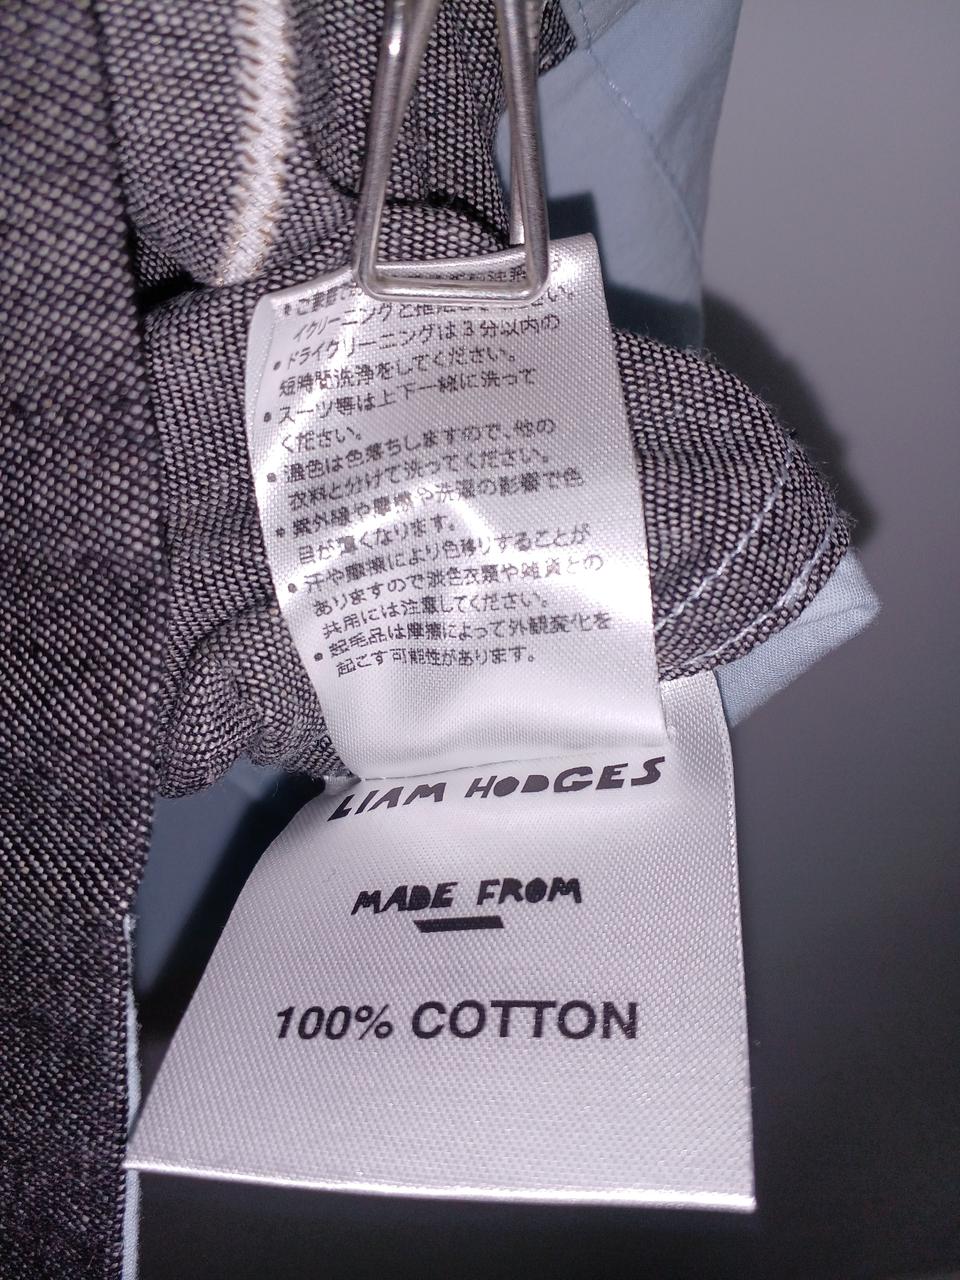 • ご家庭で
イクリーニングと推定
さい。
• ドライクリーニングは3分以内の
短時間洗浄をしてください。
• スーツ等は上下一緒に洗って
ください。
• 濃色は色落ちしますので、他の
衣料と分けて洗ってください。
• 紫外線や摩擦や洗濯の影響で色
目が薄くなります。
• 汗や摩擦により色移りすることが
ありますので淡色衣類や雑貨との
共用には注意してください。
• 起毛品は摩擦によって外観変化を
起こす可能性があります。
LIAM HODGES
MADE FROM
100% COTTON